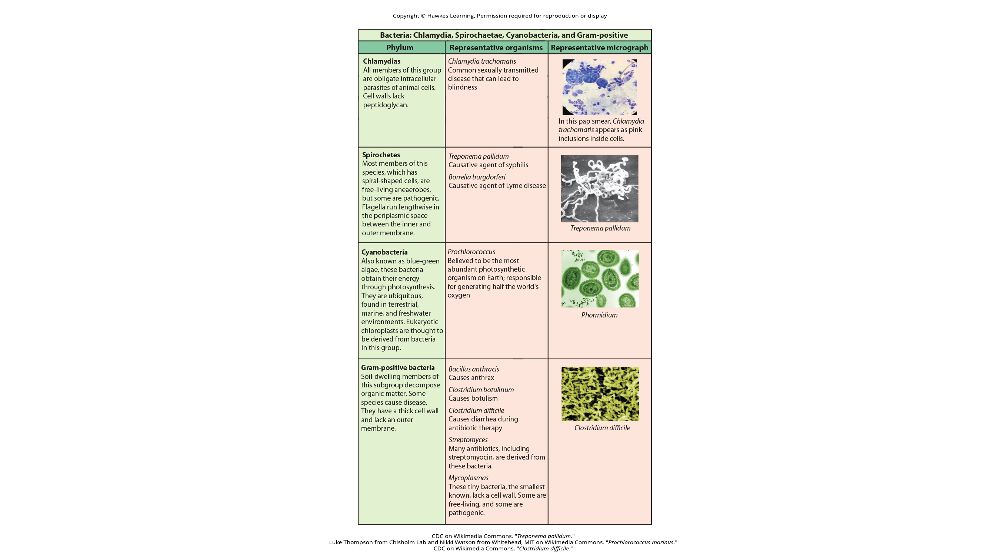 Copyright © Hawkes Learning. Permission required for reproduction or display
Bacteria: Chlamydia, Spirochaetae, Cyanobacteria, and Gram-positive
Phylum
Representative organisms
Representative micrograph
Chlamydias
All members of this group
are obligate intracellular
parasites of animal cells.
Cell walls lack
peptidoglycan.
Chlamydia trachomatis
Common sexually transmitted
disease that can lead to
blindness
In this pap smear, Chlamydia
trachomatis appears as pink
inclusions inside cells.
Spirochetes
Most members of this
species, which has
spiral-shaped cells, are
free-living aneaerobes,
but some are pathogenic.
Flagella run lengthwise in
the periplasmic space
between the inner and
outer membrane.
Treponema pallidum
Causative agent of syphilis
Borrelia burgdorferi
Causative agent of Lyme disease
Treponema pallidum
Cyanobacteria
Also known as blue-green
algae, these bacteria
obtain their energy
through photosynthesis.
They are ubiquitous,
found in terrestrial,
marine, and freshwater
environments. Eukaryotic
chloroplasts are thought to
be derived from bacteria
in this group.
Prochlorococcus
Believed to be the most
abundant photosynthetic
organism on Earth; responsible
for generating half the world's
oxygen
Phormidium
Gram-positive bacteria
Soil-dwelling members of
this subgroup decompose
organic matter. Some
species cause disease.
They have a thick cell wall
and lack an outer
membrane.
Bacillus anthracis
Causes anthrax
Clostridium botulinum
Causes botulism
Clostridium difficile
Causes diarrhea during
antibiotic therapy
Streptomyces
Many antibiotics, including
streptomyocin, are derived from
these bacteria.
Mycoplasmas
These tiny bacteria, the smallest
known, lack a cell wall. Some are
free-living, and some are
pathogenic.
Clostridium difficile
CDC on Wikimedia Commons. "Treponema pallidum."
Luke Thompson from Chisholm Lab and Nikki Watson from Whitehead, MIT on Wikimedia Commons. "Prochlorococcus marinus."
CDC on Wikimedia Commons. "Clostridium difficile."